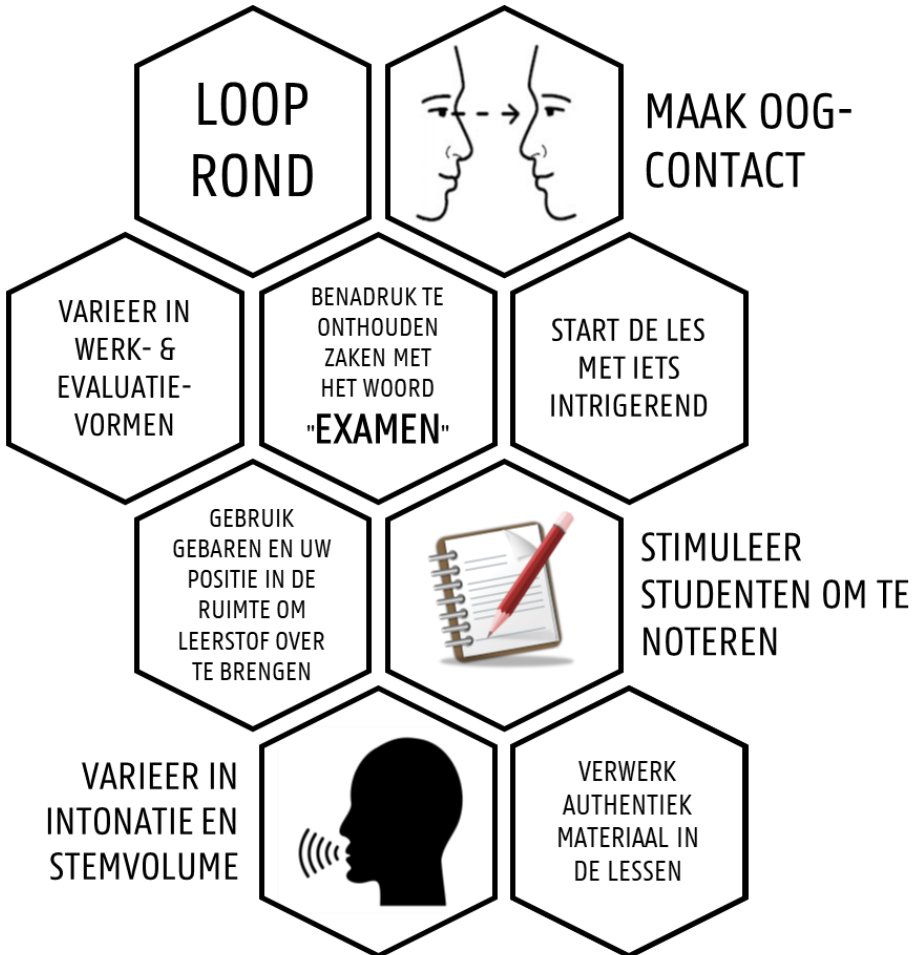 LOOP
ROND
MAAK OOG-
CONTACT
VARIEER IN
WERK- &
EVALUATIE-
VORMEN
BENADRUK TE
ONTHOUDEN
ZAKEN MET
HET WOORD
"EXAMEN"
START DE LES
MET IETS
INTRIGEREND
GEBRUIK
GEBAREN EN UW
POSITIE IN DE
RUIMTE OM
LEERSTOF OVER
TE BRENGEN
STIMULEER
STUDENTEN OM TE
NOTEREN
VARIEER IN
INTONATIE EN
STEMVOLUME
VERWERK
AUTHENTIEK
MATERIAAL IN
DE LESSEN